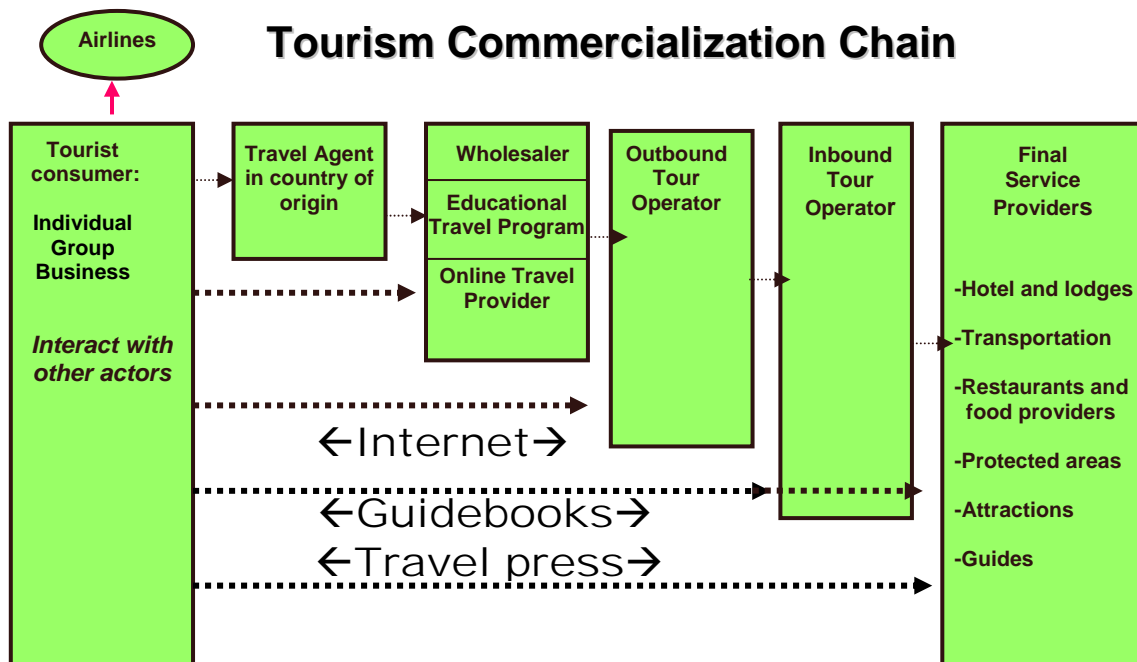 Airlines
Tourism Commercialization Chain
Tourist
consumer:
Individual
Group
Business
Interact with
other actors
Travel Agent
in country of
origin
Wholesaler
Educational
Travel Program
Online Travel
Provider
Outbound
Tour
Operator
Inbound
Tour
Operator
Final
Service
Providers
-Hotel and lodges
-Transportation
-Restaurants and
food providers
-Protected areas
-Attractions
-Guides
←Internet→
←Guidebooks→
←Travel press→